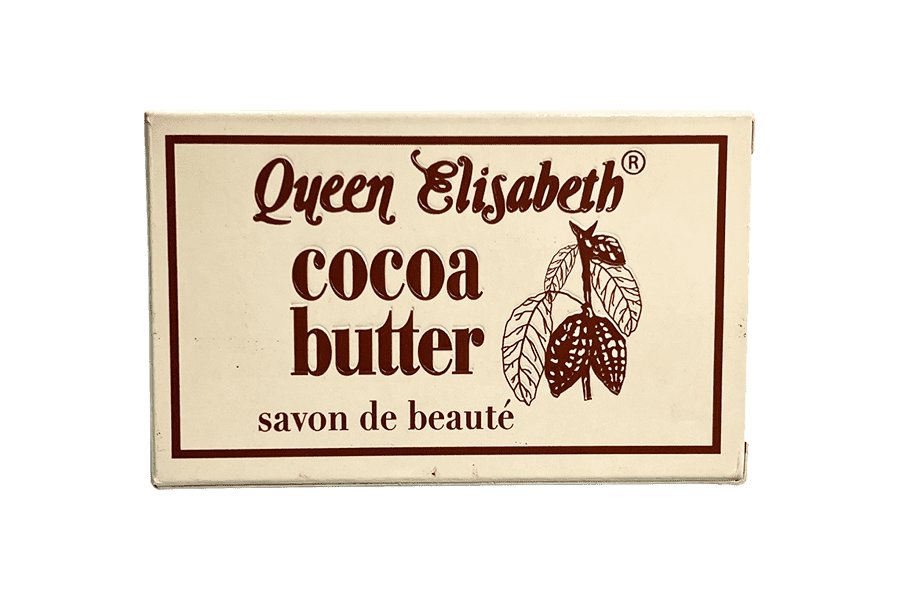 Queen Elisabeth®
cocoa
butter
savon de beauté